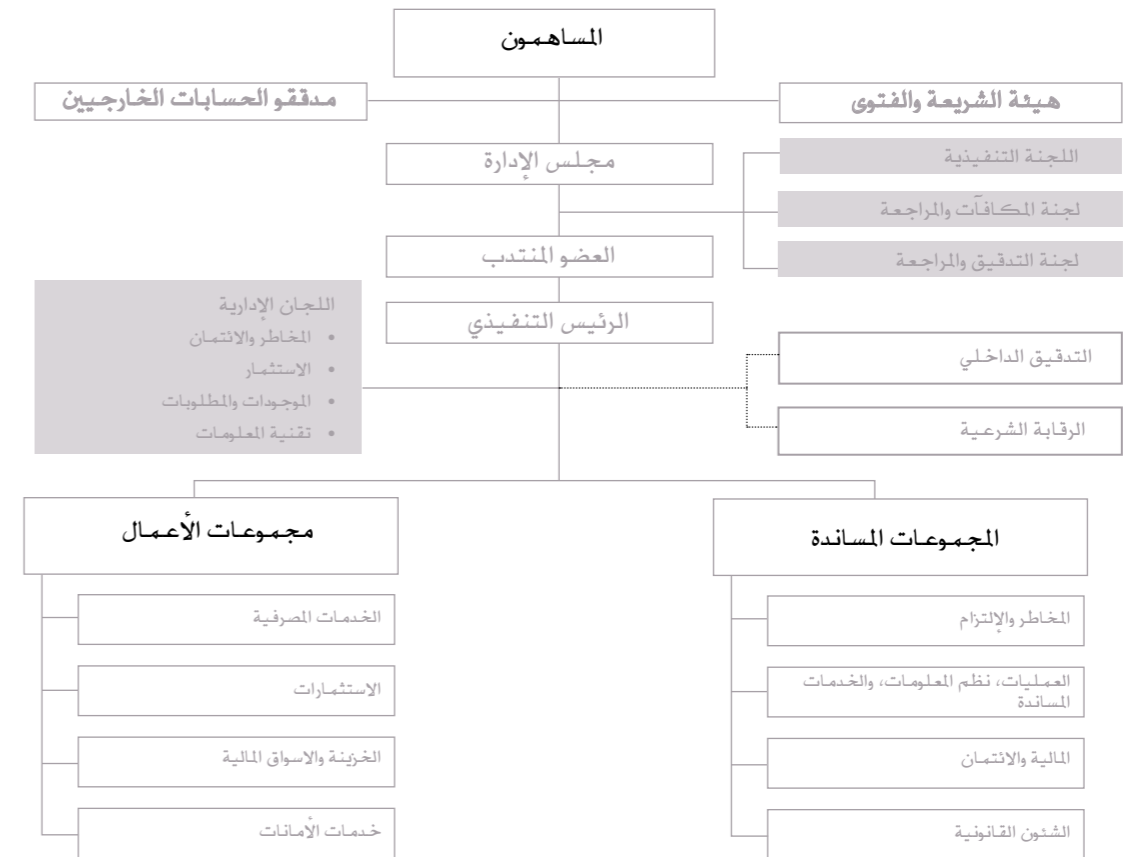 المساهمون
هيئة الشريعة والفتوى
مدققو الحسابات الخارجيين
مجلس الإدارة
اللجنة التنفيذية
لجنة المكافآت والمراجعة
لجنة التدقيق والمراجعة
العضو المنتدب
الرئيس التنفيذي
اللجان الإدارية
• المخاطر والائتمان
• الاستثمار
• الموجودات والمطلوبات
• تقنية المعلومات
التدقيق الداخلي
الرقابة الشرعية
المجموعات المساندة
المخاطر والإلتزام
العمليات، نظم المعلومات، والخدمات
المساندة
المالية والائتمان
الشئون القانونية
مجموعات الأعمال
الخدمات المصرفية
الاستثمارات
الخزينة والاسواق المالية
خدمات الأمانات